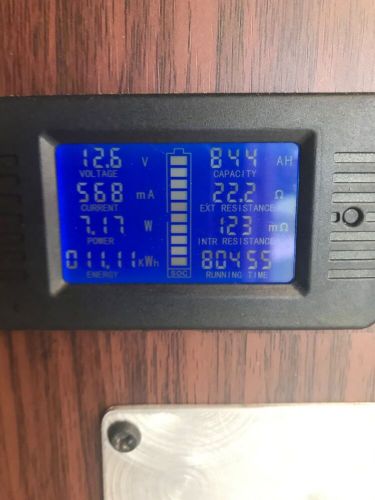 12.6 V
VOLTAGE
568 mA
CURRENT
7.17 W
POWER
011.11 KWh
ENERGY
SOC
844 AH
CAPACITY
22.2 Ω
EXT RESISTANCE
123 mΩ
INTR RESISTANCE
80455
RUNNING TIME